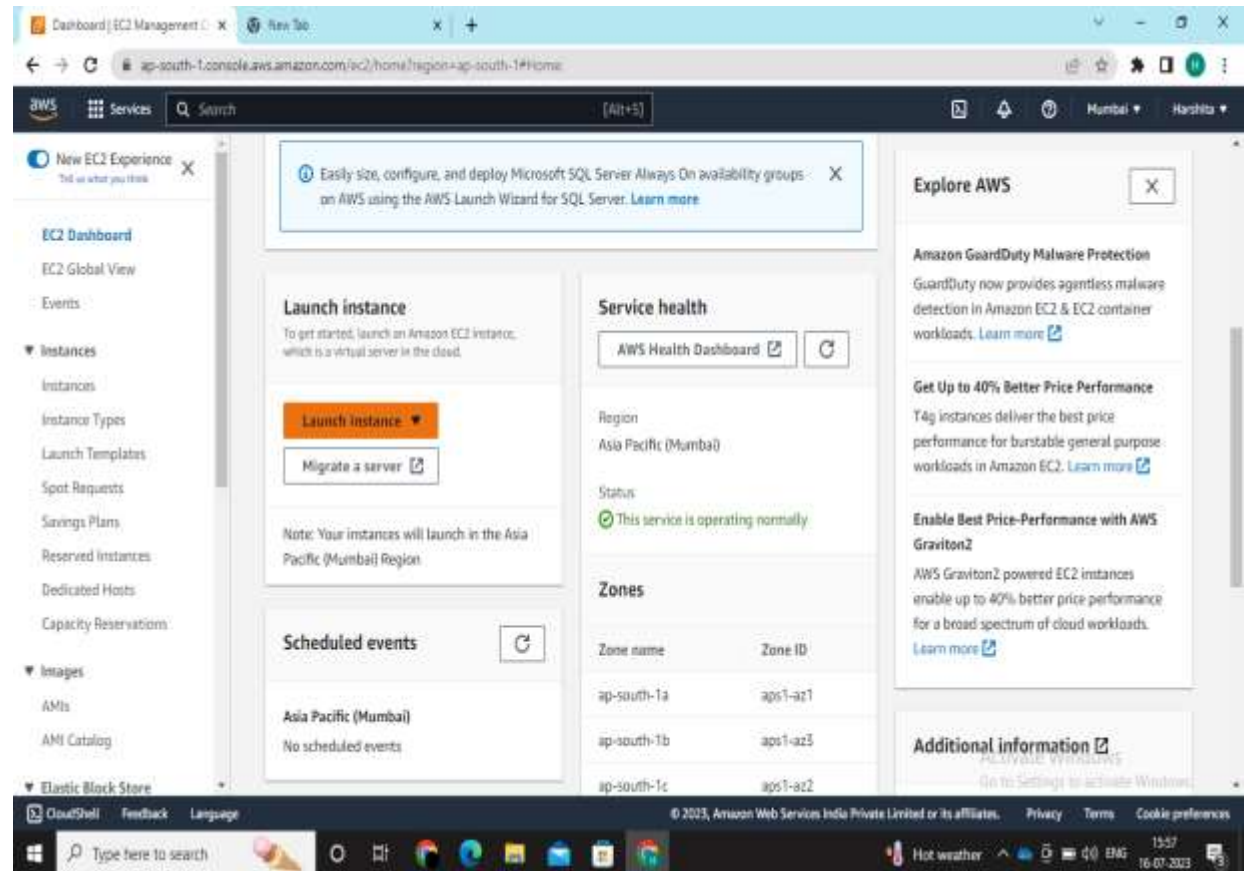 Dashboard | EC2 Management C
New Tab
ap-south-1.console.aws.amazon.com/ec2/home?region=ap-south-1#Home:
aws
Services
Search
[Alt+S]
Mumbai
Harshita
New EC2 Experience
Tell us what you think
EC2 Dashboard
EC2 Global View
Events
Instances
Instances
Instance Types
Launch Templates
Spot Requests
Savings Plans
Reserved Instances
Dedicated Hosts
Capacity Reservations
Images
AMIs
AMI Catalog
Elastic Block Store
Easily size, configure, and deploy Microsoft SQL Server Always On availability groups
on AWS using the AWS Launch Wizard for SQL Server. Learn more
Launch instance
To get started, launch an Amazon EC2 instance,
which is a virtual server in the cloud.
Launch instance
Migrate a server
Note: Your instances will launch in the Asia
Pacific (Mumbai) Region
Scheduled events
Asia Pacific (Mumbai)
No scheduled events
Service health
AWS Health Dashboard
Region
Asia Pacific (Mumbai)
Status
This service is operating normally
Zones
Zone name Zone ID
ap-south-1a aps1-az1
ap-south-1b aps1-az3
ap-south-1c aps1-az2
Explore AWS
Amazon GuardDuty Malware Protection
GuardDuty now provides agentless malware
detection in Amazon EC2 & EC2 container
workloads. Learn more
Get Up to 40% Better Price Performance
T4g instances deliver the best price
performance for burstable general purpose
workloads in Amazon EC2. Learn more
Enable Best Price-Performance with AWS
Graviton2
AWS Graviton2 powered EC2 instances
enable up to 40% better price performance
for a broad spectrum of cloud workloads.
Learn more
Additional information
Activate Windows
Go to Settings to activate Windows.
CloudShell Feedback Language
© 2023, Amazon Web Services India Private Limited or its affiliates. Privacy Terms Cookie preferences
Type here to search
Hot weather
ENG
15:57
16-07-2023
3